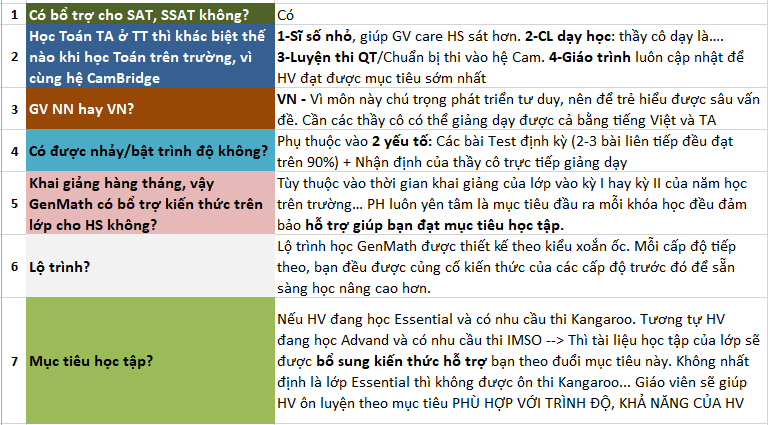 1 Có bổ trợ cho SAT, SSAT không? Có
2 Học Toán TA ở TT thì khác biệt thế nào khi học Toán trên trường, vì cùng hệ CamBridge
1-Sĩ số nhỏ, giúp GV care HS sát hơn. 2-CL dạy học: thầy cô dạy là....
3-Luyện thi QT/Chuẩn bị thi vào hệ Cam. 4-Giáo trình luôn cập nhật để
HV đạt được mục tiêu sớm nhất
3 GV NN hay VN?
VN - Vì môn này chú trọng phát triển tư duy, nên để trẻ hiểu được sâu vấn
đề. Cần các thầy cô có thể giảng dạy được cả bằng tiếng Việt và TA
4 Có được nhảy/bật trình độ không?
Phụ thuộc vào 2 yếu tố: Các bài Test định kỳ (2-3 bài liên tiếp đều đạt
trên 90%) + Nhận định của thầy cô trực tiếp giảng dạy
5 Khai giảng hàng tháng, vậy
GenMath có bổ trợ kiến thức trên
lớp cho HS không?
Tùy thuộc vào thời gian khai giảng của lớp vào kỳ I hay kỳ II của năm học
trên trường... PH luôn yên tâm là mục tiêu đầu ra mỗi khóa học đều đảm
bảo hỗ trợ giúp bạn đạt mục tiêu học tập.
6 Lộ trình?
Lộ trình học GenMath được thiết kế theo kiểu xoắn ốc. Mỗi cấp độ tiếp
theo, bạn đều được củng cố kiến thức của các cấp độ trước đó để sẵn
sàng học nâng cao hơn.
7 Mục tiêu học tập?
Nếu HV đang học Essential và có nhu cầu thi Kangaroo. Tương tự HV
đang học Advand và có nhu cầu thi IMSO --> Thì tài liệu học tập của lớp sẽ
được bổ sung kiến thức hỗ trợ bạn theo đuổi mục tiêu này. Không nhất
định là lớp Essential thì không được ôn thi Kangaroo... Giáo viên sẽ giúp
HV ôn luyện theo mục tiêu PHÙ HỢP VỚI TRÌNH ĐỘ, KHẢ NĂNG CỦA HV